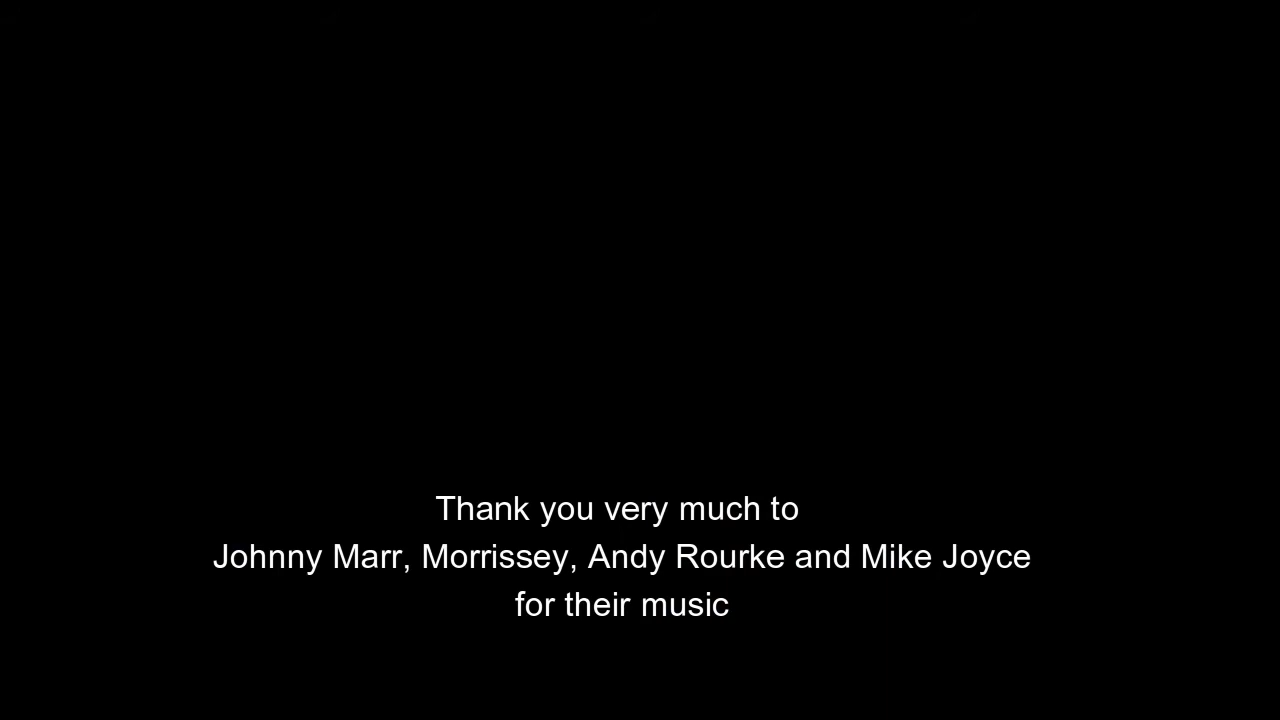 Thank you very much to
Johnny Marr, Morrissey, Andy Rourke and Mike Joyce
for their music